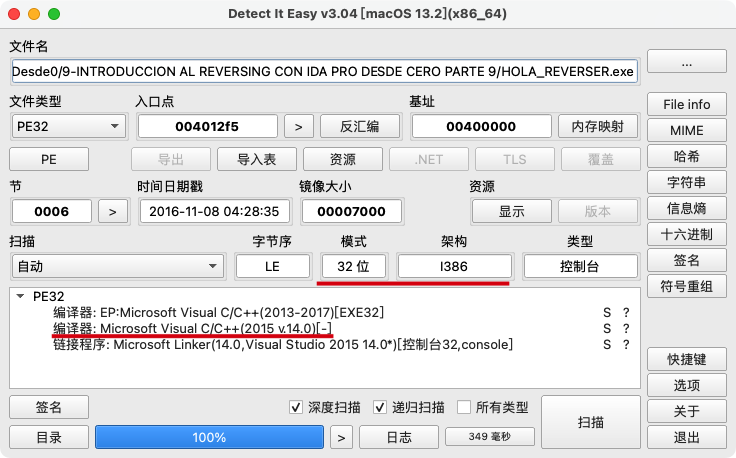 Detect It Easy v3.04 [macOS 13.2](x86_64)
文件名
Desde0/9-INTRODUCCION AL REVERSING CON IDA PRO DESDE CERO PARTE 9/HOLA_REVERSER.exe ...
文件类型 入口点 基址
PE32 004012f5 > 反汇编 00400000 内存映射
File info
MIME
PE 导出 导入表 资源 .NET TLS 覆盖
哈希
字符串
节 时间日期戳 镜像大小 资源
0006 > 2016-11-08 04:28:35 00007000 显示 版本
信息熵
十六进制
扫描 字节序 模式 架构 类型
自动 LE 32 位 I386 控制台
签名
符号重组
PE32
编译器: EP:Microsoft Visual C/C++(2013-2017)[EXE32] S ?
编译器: Microsoft Visual C/C++(2015 v.14.0)[-] S ?
链接程序: Microsoft Linker(14.0,Visual Studio 2015 14.0*)[控制台32,console] S ?
快捷键
选项
签名 深度扫描 递归扫描 所有类型 扫描 关于
目录 100% > 日志 349 毫秒 退出